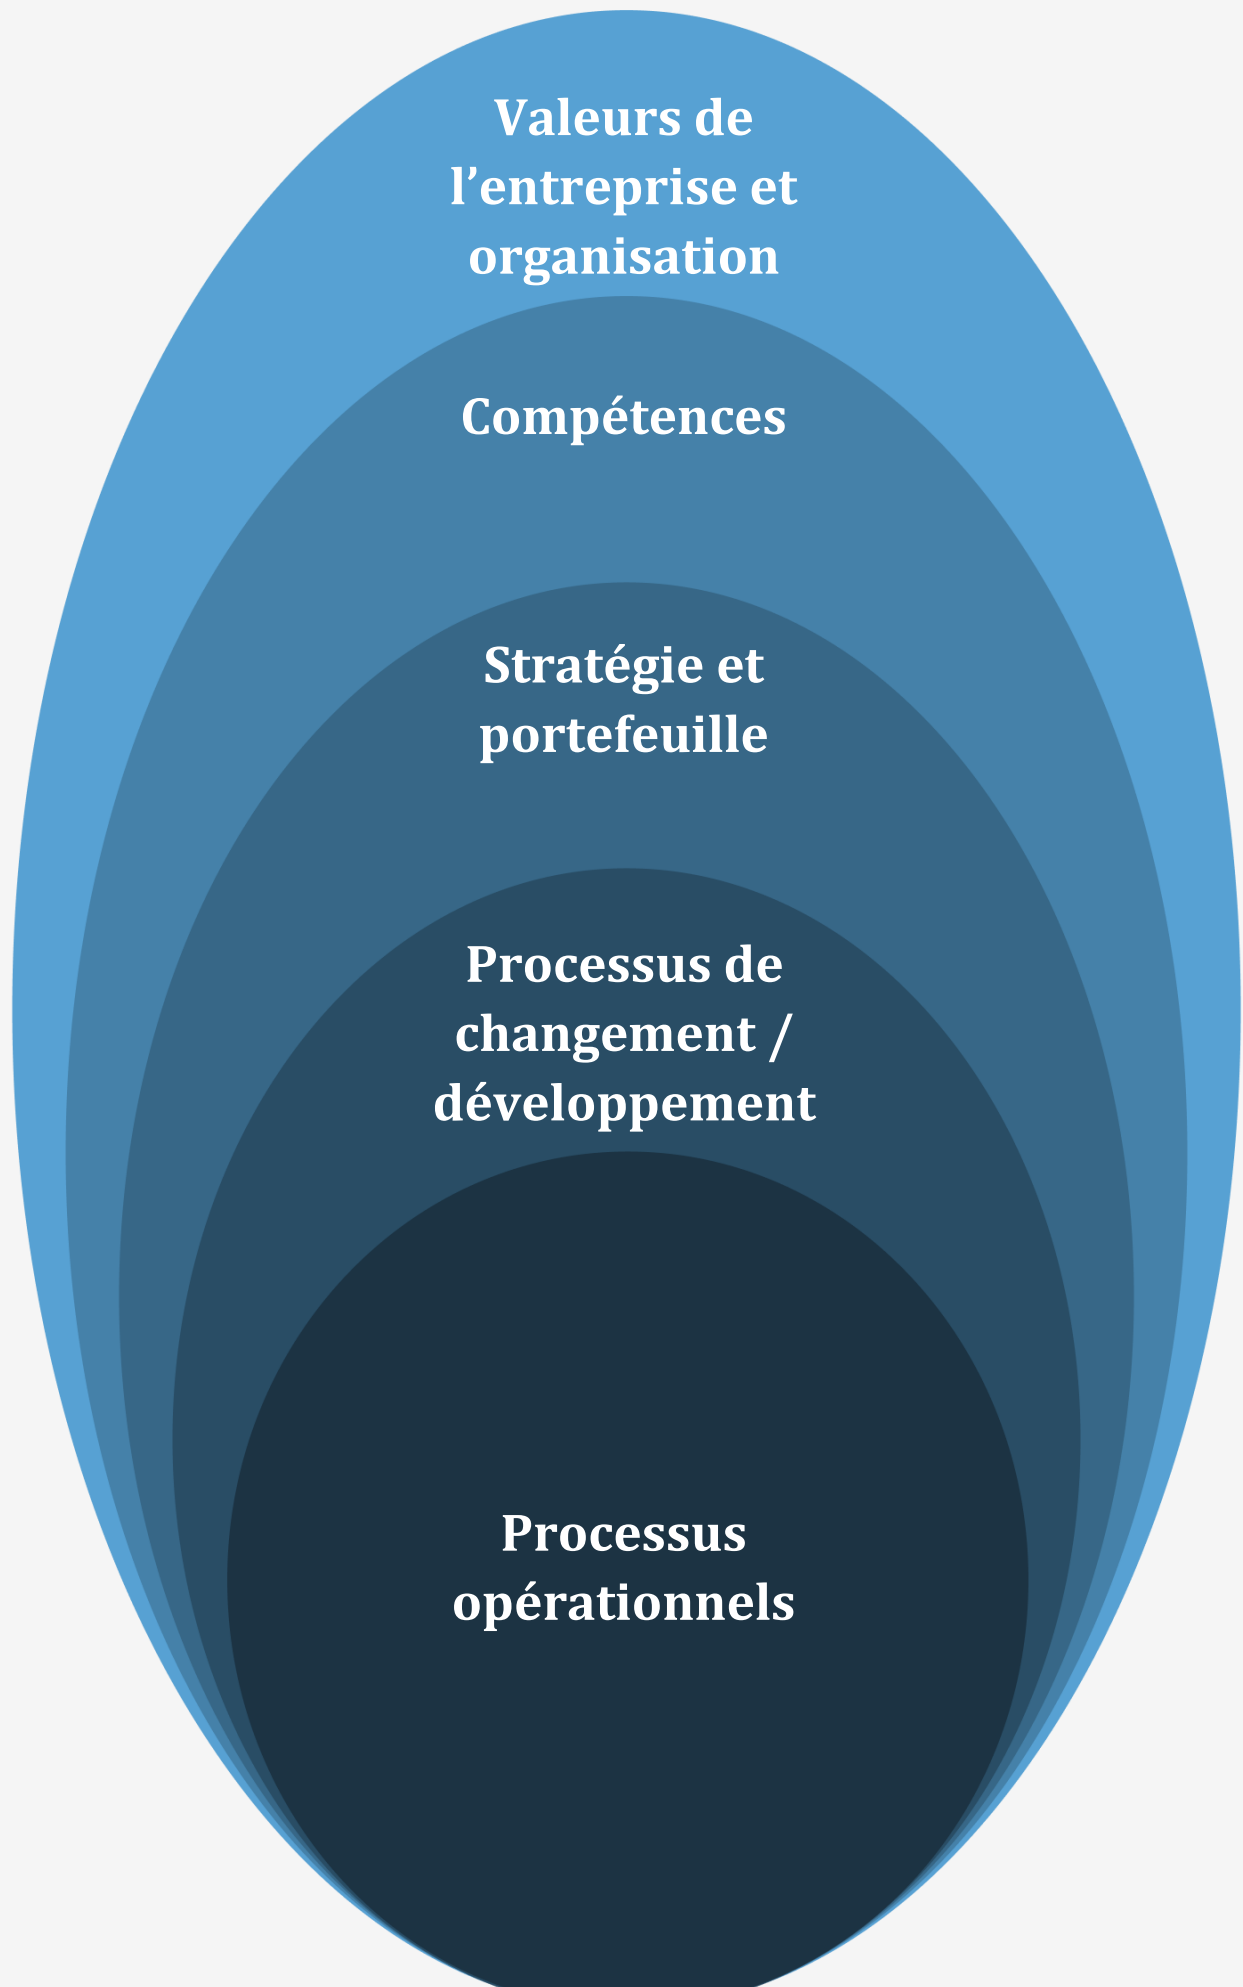 Valeurs de
l’entreprise et
organisation
Compétences
Stratégie et
portefeuille
Processus de
changement /
développement
Processus
opérationnels